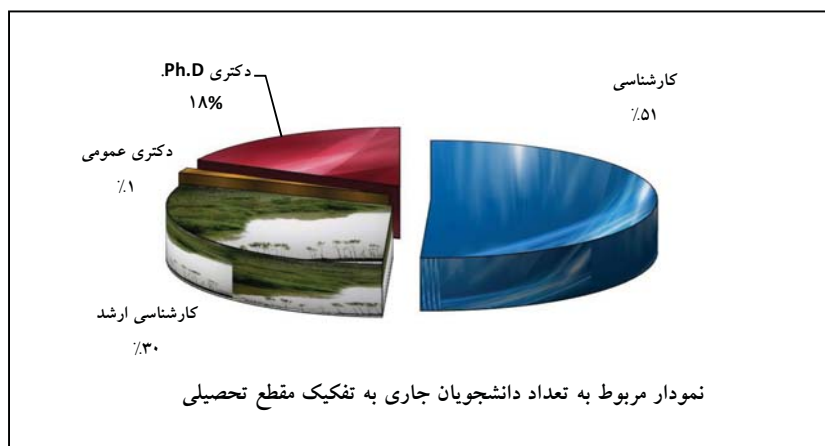 کارشناسی
٪۵۱
دکتری Ph.D.
۱۸%
دکتری عمومی
٪۱
کارشناسی ارشد
٪۳۰
نمودار مربوط به تعداد دانشجویان جاری به تفکیک مقطع تحصیلی